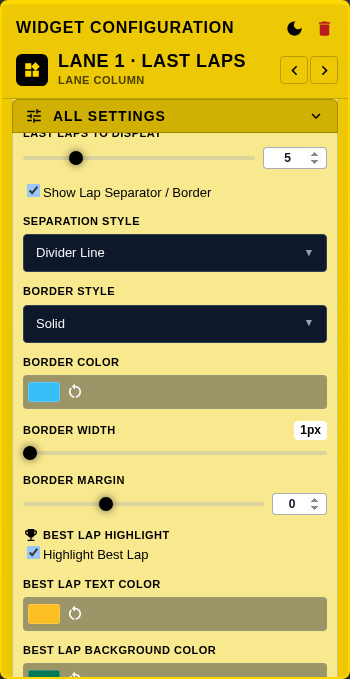 WIDGET CONFIGURATION
LANE 1 · LAST LAPS
LANE COLUMN
ALL SETTINGS
LAST LAPS TO DISPLAY
5
Show Lap Separator / Border
SEPARATION STYLE
Divider Line
BORDER STYLE
Solid
BORDER COLOR
BORDER WIDTH 1px
BORDER MARGIN
0
BEST LAP HIGHLIGHT
Highlight Best Lap
BEST LAP TEXT COLOR
BEST LAP BACKGROUND COLOR